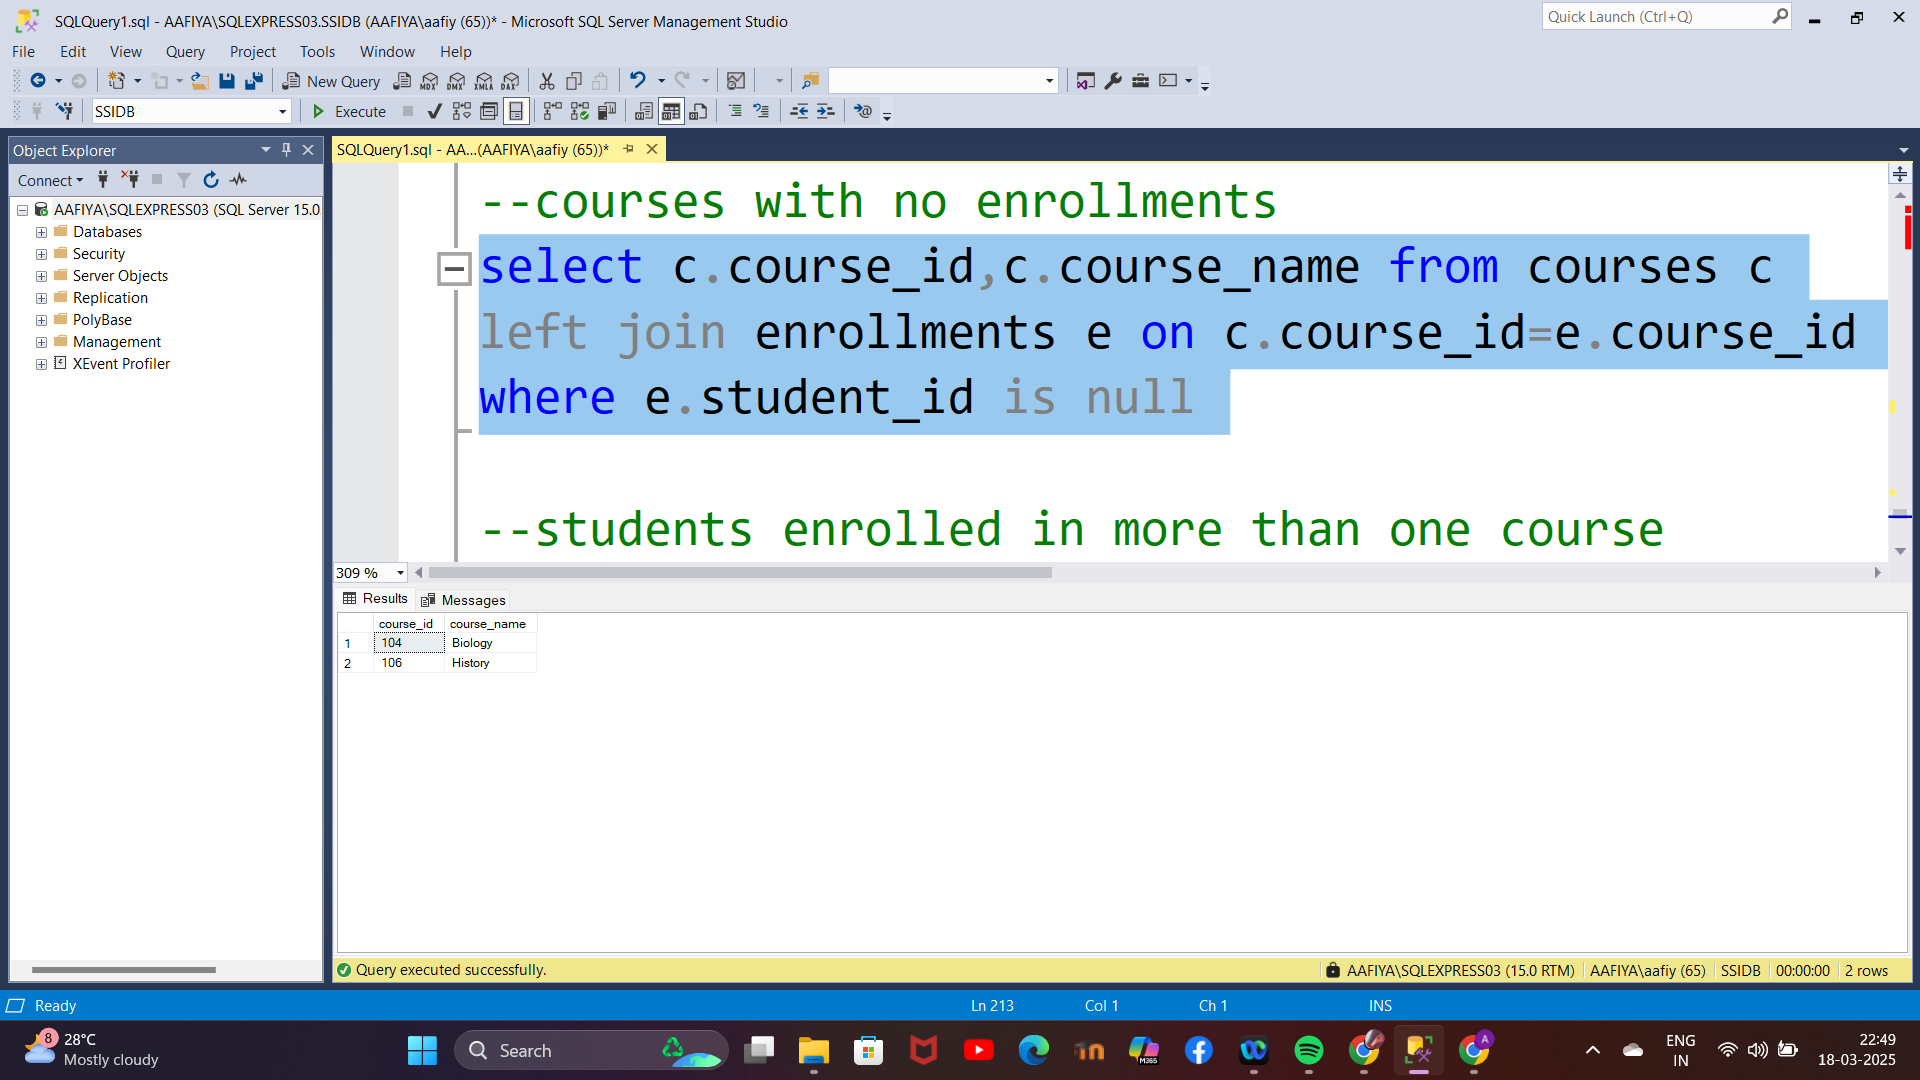 SQLQuery1.sql - AAFIYA\SQLEXPRESS03.SSIDB (AAFIYA\aafiy (65))* - Microsoft SQL Server Management Studio
Quick Launch (Ctrl+Q)
File Edit View Query Project Tools Window Help
New Query MDX DMX XMLA DAX
SSIDB Execute
Object Explorer
SQLQuery1.sql - AA...(AAFIYA\aafiy (65))*
Connect
AAFIYA\SQLEXPRESS03 (SQL Server 15.0
Databases
Security
Server Objects
Replication
PolyBase
Management
XEvent Profiler
--courses with no enrollments
select c.course_id,c.course_name from courses c
left join enrollments e on c.course_id=e.course_id
where e.student_id is null
--students enrolled in more than one course
309 %
Results Messages
course_id course_name
1 104 Biology
2 106 History
Query executed successfully.
AAFIYA\SQLEXPRESS03 (15.0 RTM) AAFIYA\aafiy (65) SSIDB 00:00:00 2 rows
Ready Ln 213 Col 1 Ch 1 INS
8 28°C
Mostly cloudy
Search
M365
A
ENG
IN
22:49
18-03-2025